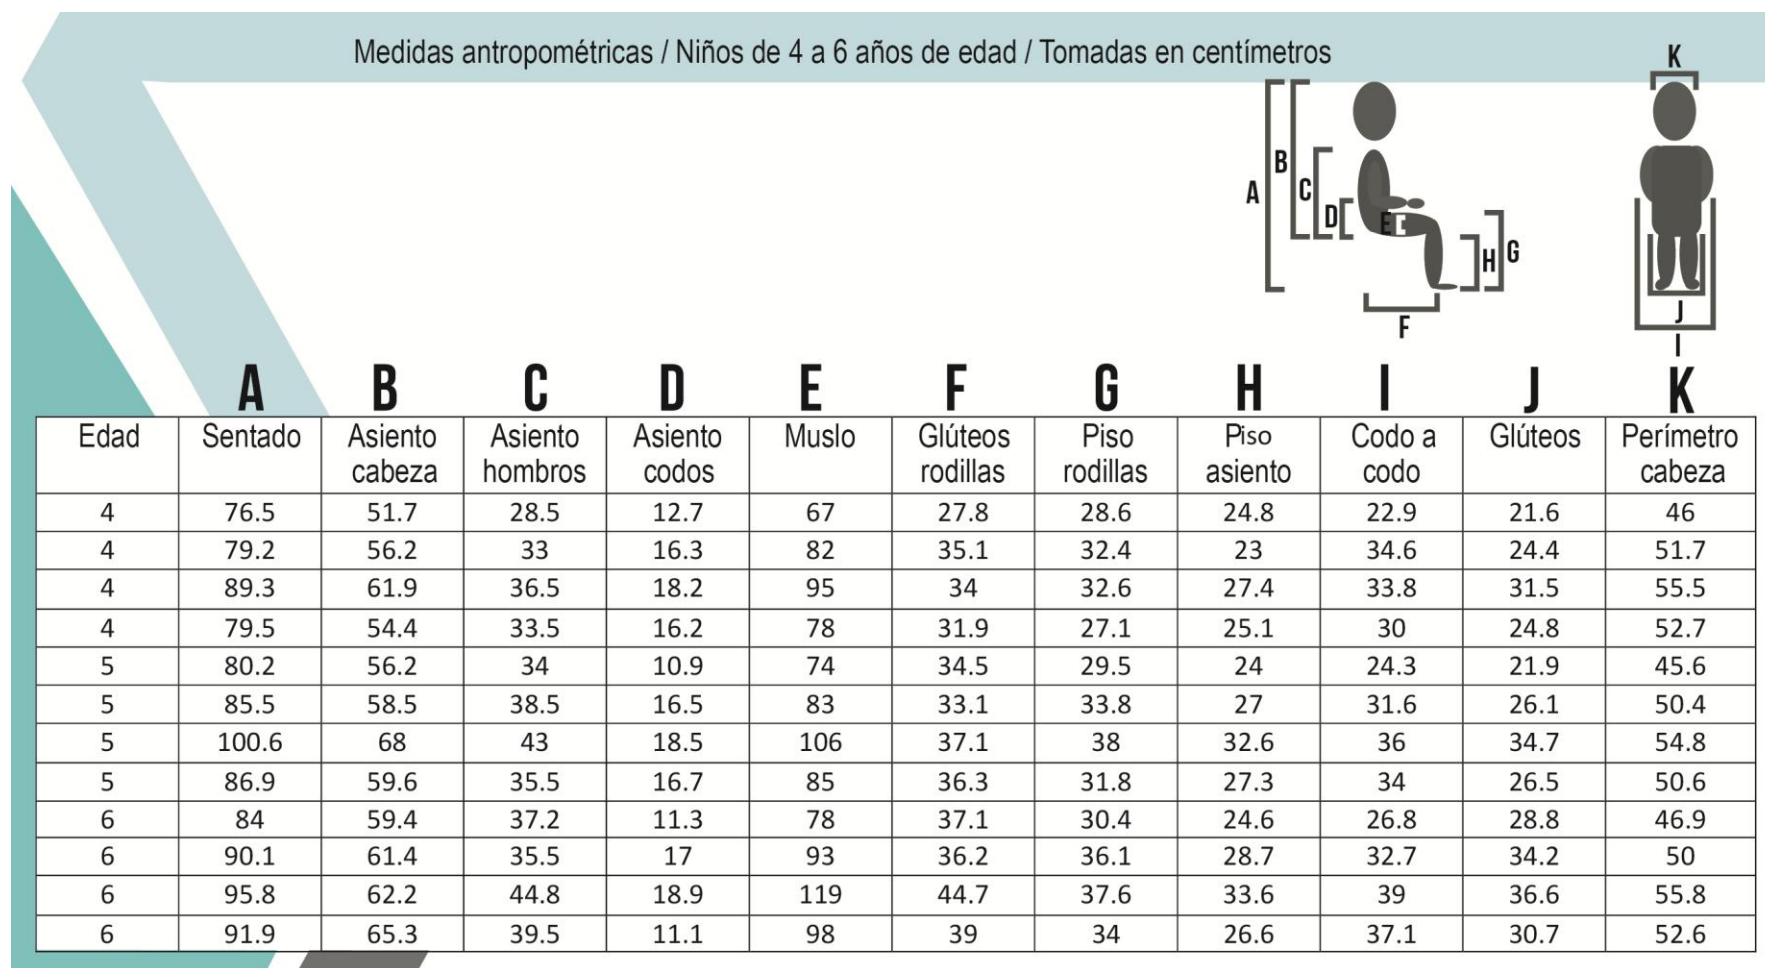 Medidas antropométricas / Niños de 4 a 6 años de edad / Tomadas en centímetros
K
A
B
C
D
E
F
H
G
J
I
A B C D E F G H I J K
Edad Sentado Asiento cabeza Asiento hombros Asiento codos Muslo Glúteos rodillas Piso rodillas Piso asiento Codo a codo Glúteos Perímetro cabeza
4 76.5 51.7 28.5 12.7 67 27.8 28.6 24.8 22.9 21.6 46
4 79.2 56.2 33 16.3 82 35.1 32.4 23 34.6 24.4 51.7
4 89.3 61.9 36.5 18.2 95 34 32.6 27.4 33.8 31.5 55.5
4 79.5 54.4 33.5 16.2 78 31.9 27.1 25.1 30 24.8 52.7
5 80.2 56.2 34 10.9 74 34.5 29.5 24 24.3 21.9 45.6
5 85.5 58.5 38.5 16.5 83 33.1 33.8 27 31.6 26.1 50.4
5 100.6 68 43 18.5 106 37.1 38 32.6 36 34.7 54.8
5 86.9 59.6 35.5 16.7 85 36.3 31.8 27.3 34 26.5 50.6
6 84 59.4 37.2 11.3 78 37.1 30.4 24.6 26.8 28.8 46.9
6 90.1 61.4 35.5 17 93 36.2 36.1 28.7 32.7 34.2 50
6 95.8 62.2 44.8 18.9 119 44.7 37.6 33.6 39 36.6 55.8
6 91.9 65.3 39.5 11.1 98 39 34 26.6 37.1 30.7 52.6